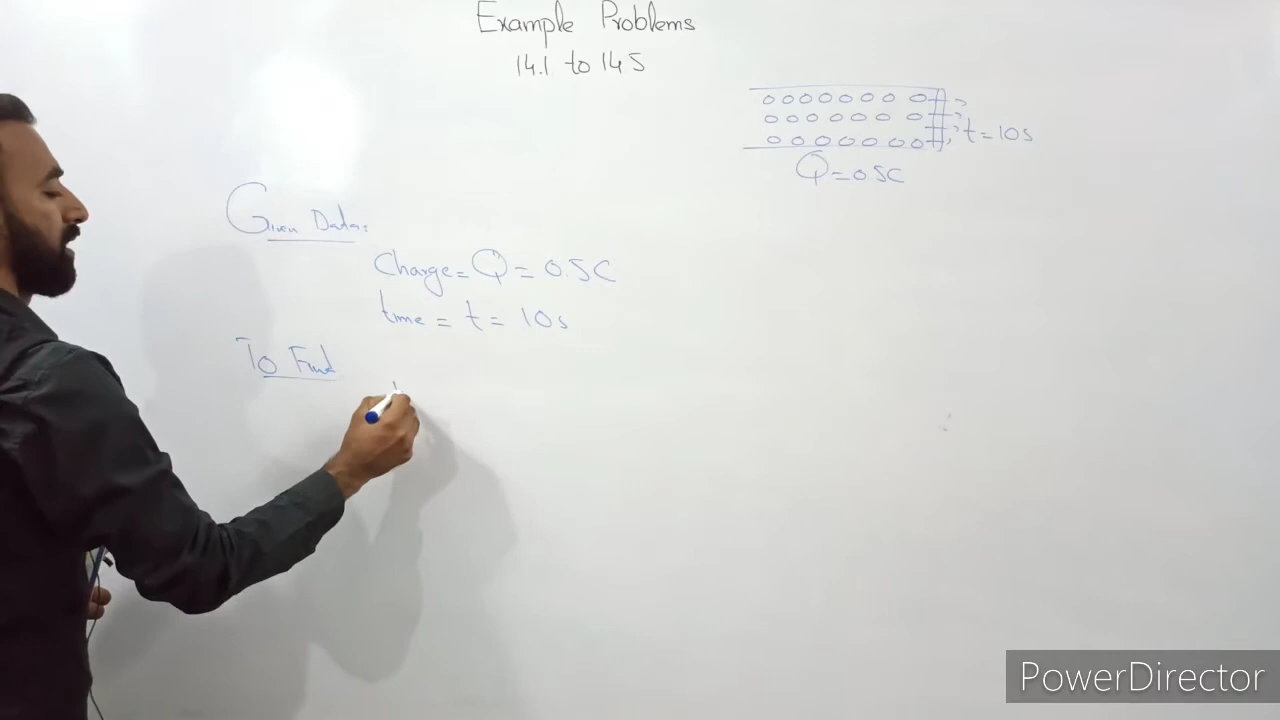 Example Problems
14.1 to 14.5
t=10s
Q=0.5C
Given Data:
Charge=Q=0.5C
time=t=10s
To Find
PowerDirector